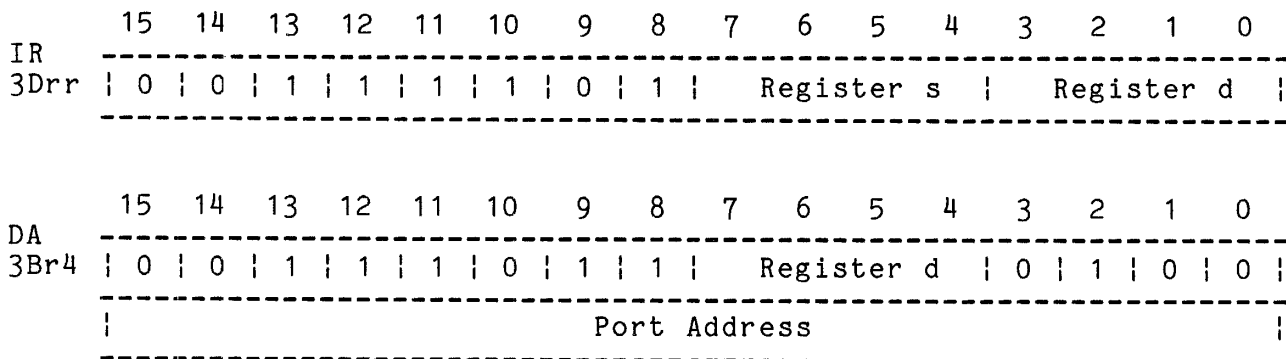 15 14 13 12 11 10 9 8 7 6 5 4 3 2 1 0
IR
3Drr ¦ 0 ¦ 0 ¦ 1 ¦ 1 ¦ 1 ¦ 1 ¦ 0 ¦ 1 ¦ Register s ¦ Register d ¦
15 14 13 12 11 10 9 8 7 6 5 4 3 2 1 0
DA
3Br4 ¦ 0 ¦ 0 ¦ 1 ¦ 1 ¦ 1 ¦ 0 ¦ 1 ¦ 1 ¦ Register d ¦ 0 ¦ 1 ¦ 0 ¦ 0 ¦
¦ Port Address ¦